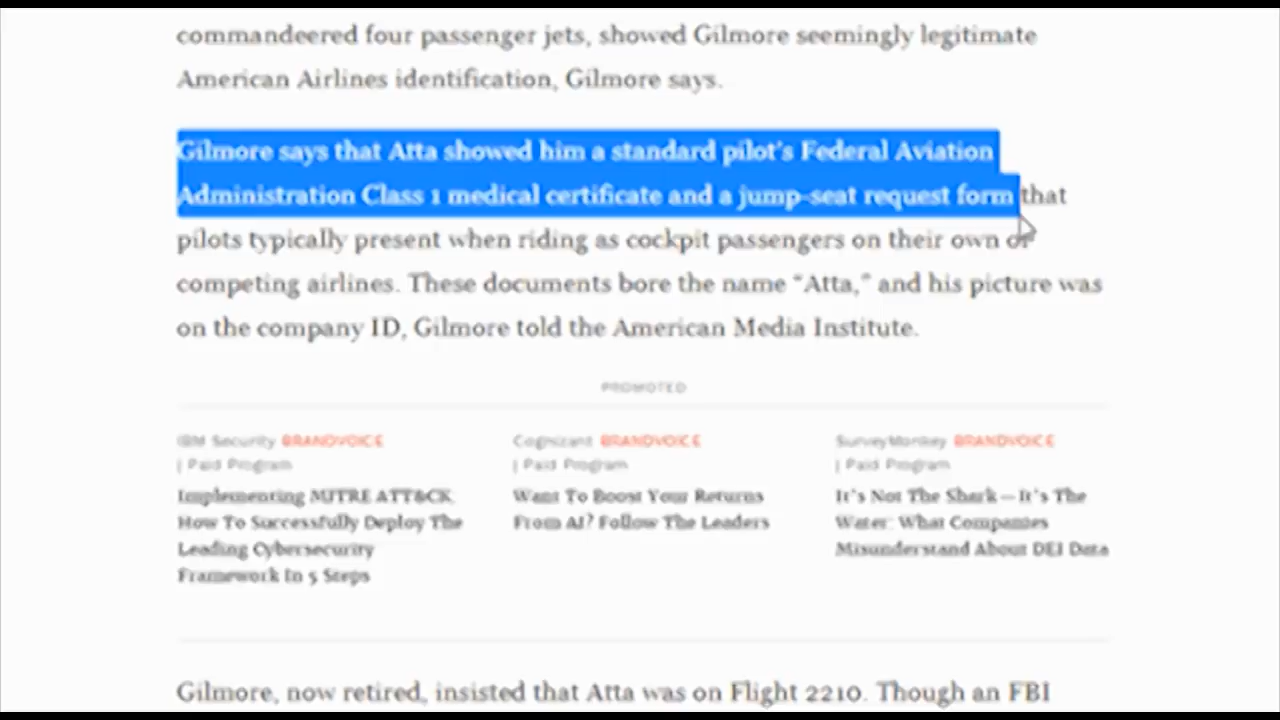 commandeered four passenger jets, showed Gilmore seemingly legitimate
American Airlines identification, Gilmore says.
Gilmore says that Atta showed him a standard pilot's Federal Aviation
Administration Class 1 medical certificate and a jump-seat request form that
pilots typically present when riding as cockpit passengers on their own or
competing airlines. These documents bore the name “Atta,” and his picture was
on the company ID, Gilmore told the American Media Institute.
PROMOTED
IBM Security BRANDVOICE
| Paid Program
Implementing MITRE ATT&CK:
How To Successfully Deploy The
Leading Cybersecurity
Framework In 5 Steps
Cognizant BRANDVOICE
| Paid Program
Want To Boost Your Returns
From AI? Follow The Leaders
SurveyMonkey BRANDVOICE
| Paid Program
It's Not The Shark—It's The
Water: What Companies
Misunderstand About DEI Data
Gilmore, now retired, insisted that Atta was on Flight 2210. Though an FBI